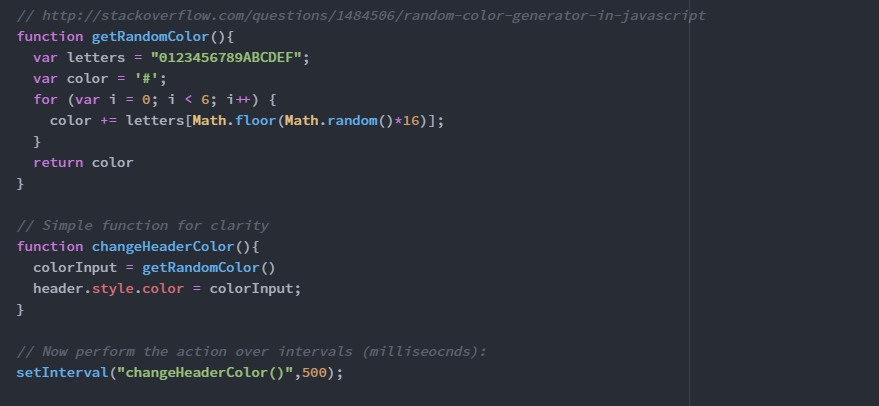 // http://stackoverflow.com/questions/1484506/random-color-generator-in-javascript
function getRandomColor(){
  var letters = "0123456789ABCDEF";
  var color = '#';
  for (var i = 0; i < 6; i++) {
    color += letters[Math.floor(Math.random()*16)];
  }
  return color
}

// Simple function for clarity
function changeHeaderColor(){
  colorInput = getRandomColor()
  header.style.color = colorInput;
}

// Now perform the action over intervals (milliseocnds):
setInterval("changeHeaderColor()",500);